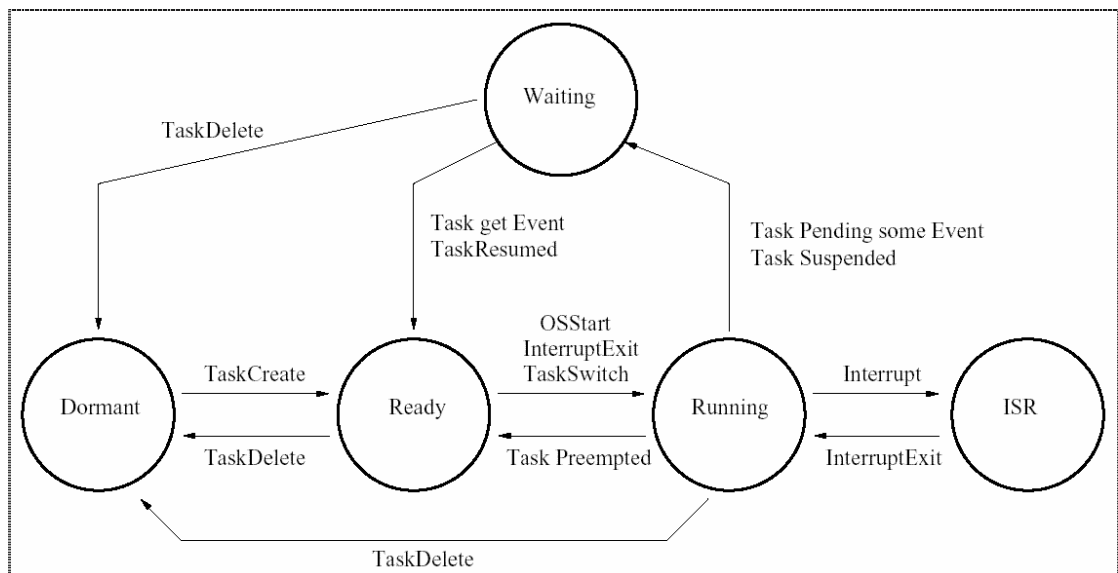 Waiting
TaskDelete
Task get Event
TaskResumed
Task Pending some Event
Task Suspended
OSStart
InterruptExit
TaskSwitch
TaskCreate
Interrupt
Dormant
Ready
Running
ISR
TaskDelete
Task Preempted
InterruptExit
TaskDelete